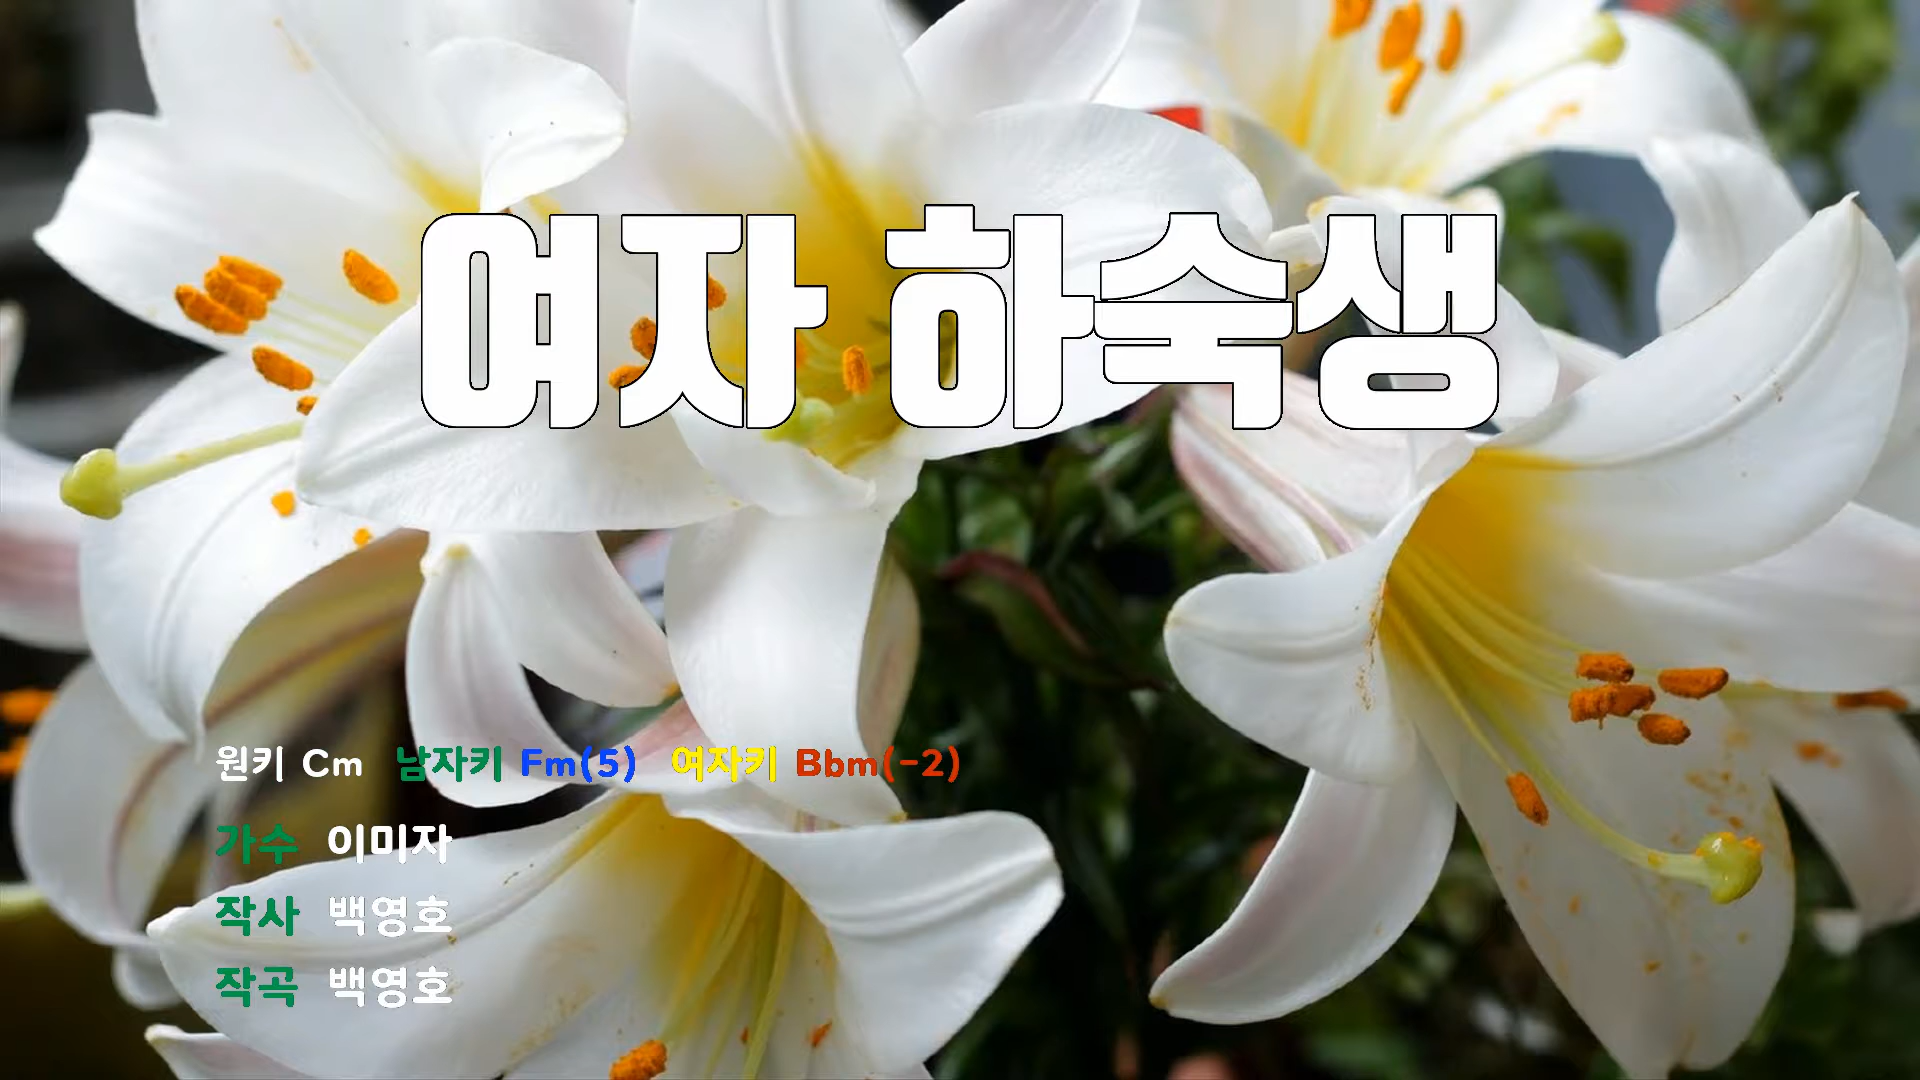 여자 하숙생
원키 Cm 남자키 Fm(5) 여자키 Bbm(-2)
가수 이미자
작사 백영호
작곡 백영호